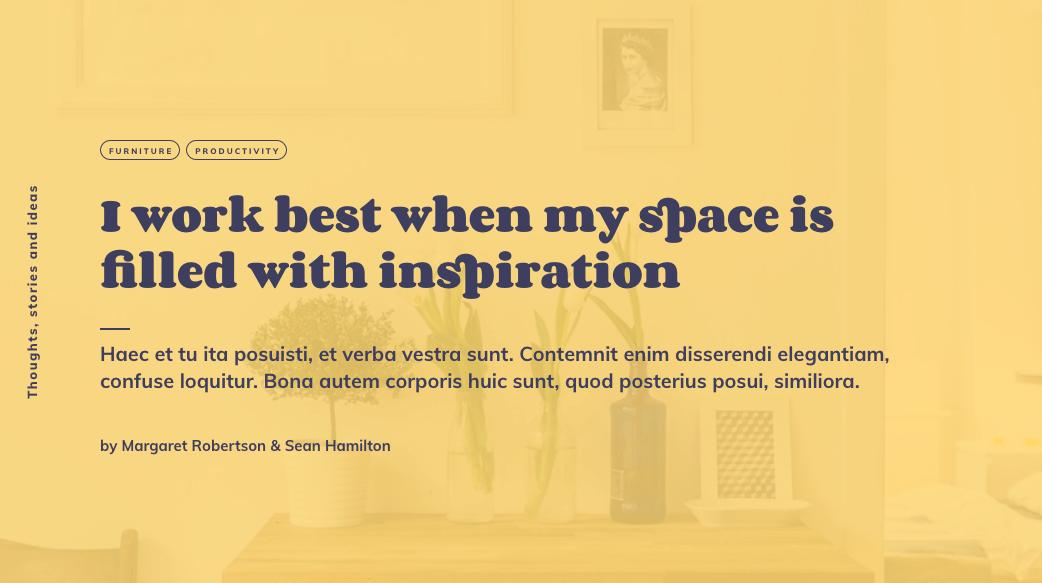 FURNITURE PRODUCTIVITY
Thoughts, stories and ideas
I work best when my space is
filled with inspiration
Haec et tu ita posuisti, et verba vestra sunt. Contemnit enim disserendi elegantiam,
confuse loquitur. Bona autem corporis huic sunt, quod posterius posui, similiora.
by Margaret Robertson & Sean Hamilton